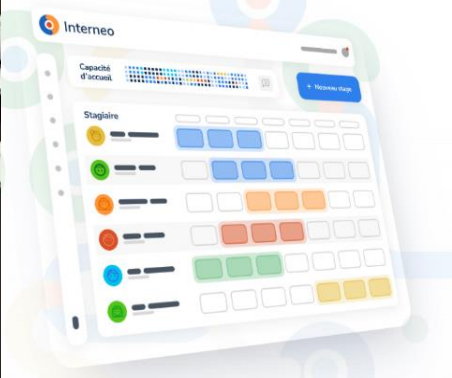 Interneo
Capacité
d'accueil
+ Nouveau stage
Stagiaire